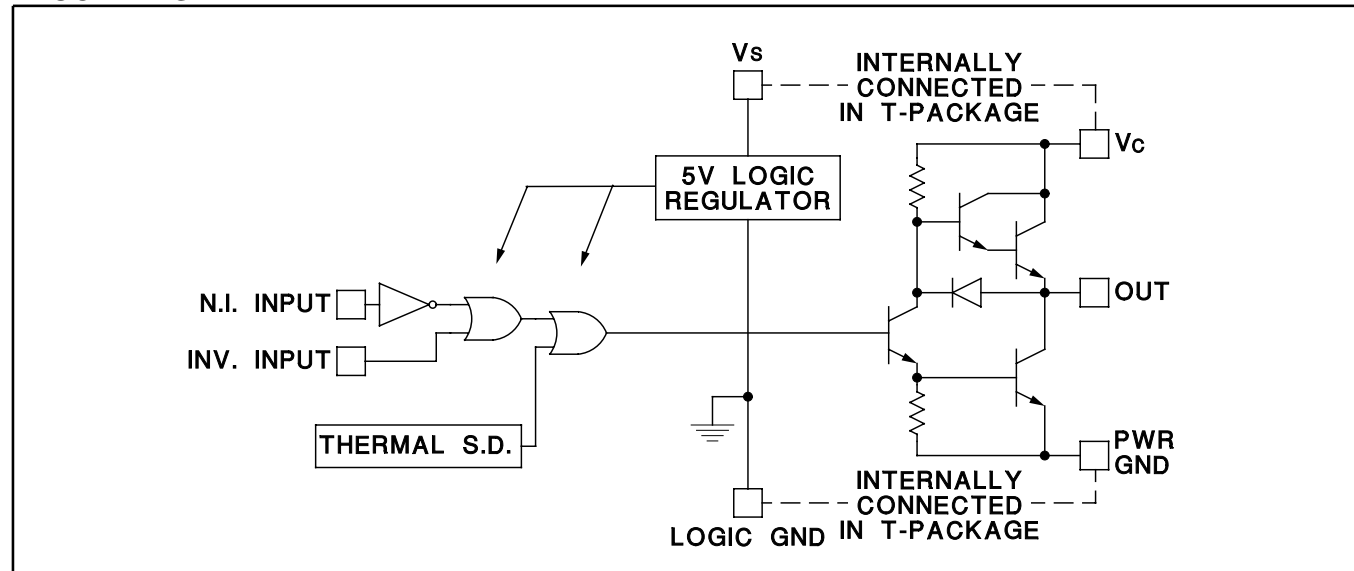 Vs
INTERNALLY
CONNECTED
IN T-PACKAGE
Vc
5V LOGIC
REGULATOR
N.I. INPUT
OUT
INV. INPUT
THERMAL S.D.
PWR
GND
INTERNALLY
CONNECTED
IN T-PACKAGE
LOGIC GND